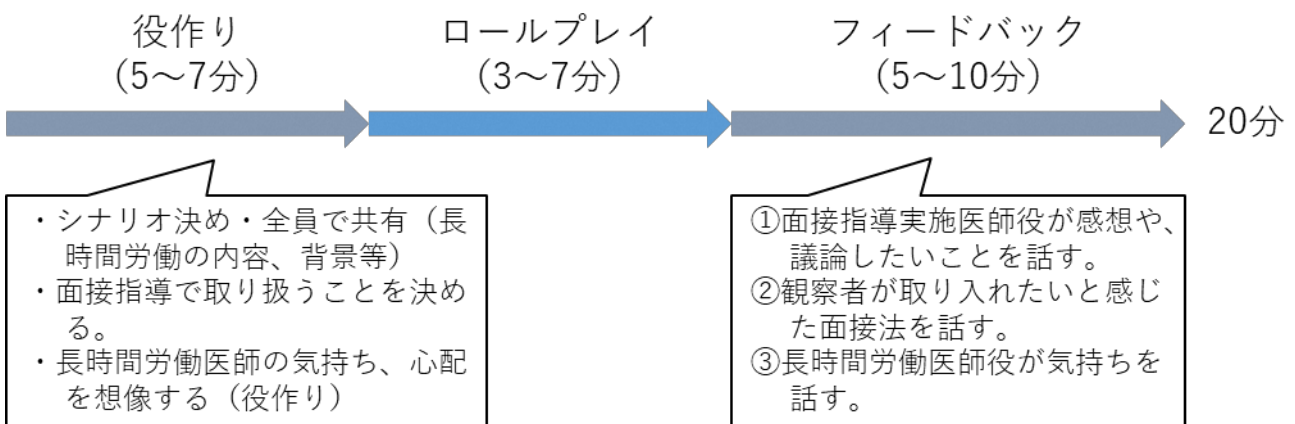 役作り
(5~7分)
ロールプレイ
(3~7分)
フィードバック
(5~10分)
20分
・シナリオ決め・全員で共有(長
時間労働の内容、背景等)
・面接指導で取り扱うことを決め
る。
・長時間労働医師の気持ち、心配
を想像する(役作り)
①面接指導実施医師役が感想や、
議論したいことを話す。
②観察者が取り入れたいと感じ
た面接法を話す。
③長時間労働医師役が気持ちを
話す。